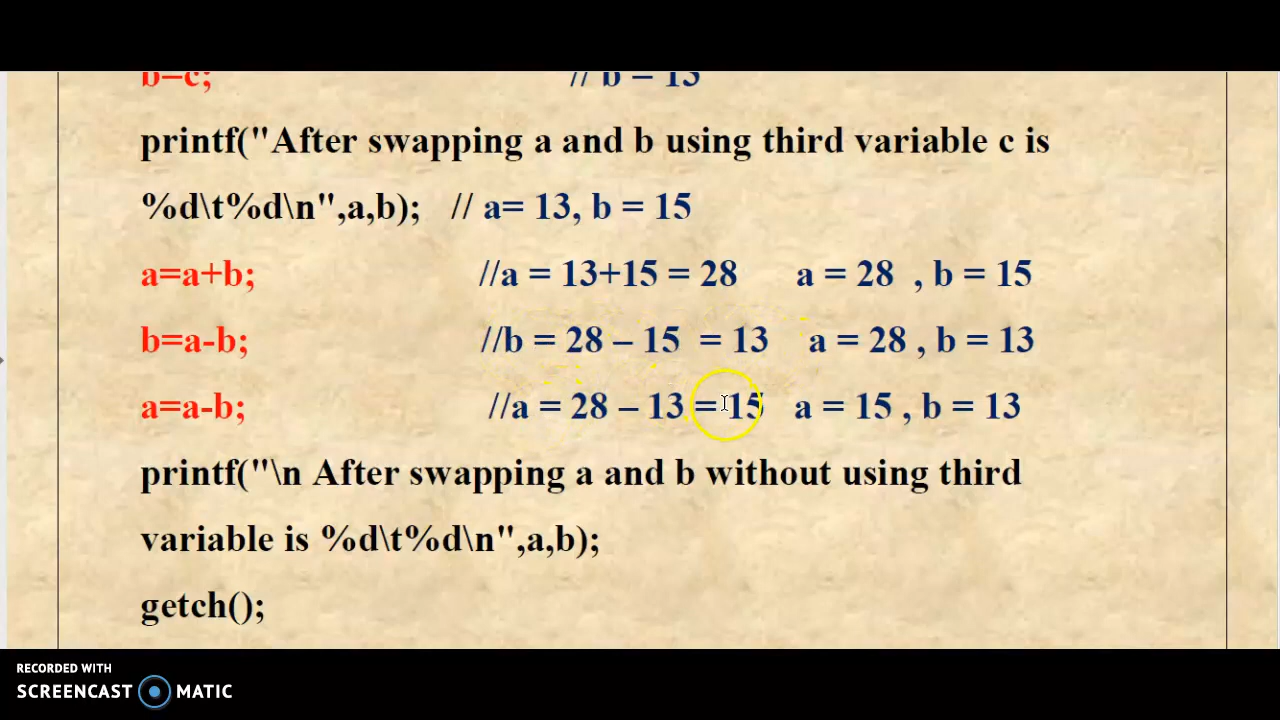 b=c; // b = 13
printf("After swapping a and b using third variable c is
%d\t%d\n",a,b); // a= 13, b = 15
a=a+b; //a = 13+15 = 28 a = 28 , b = 15
b=a-b; //b = 28 – 15 = 13 a = 28 , b = 13
a=a-b; //a = 28 – 13 = 15 a = 15 , b = 13
printf("\n After swapping a and b without using third
variable is %d\t%d\n",a,b);
getch();
RECORDED WITH
SCREENCAST MATIC